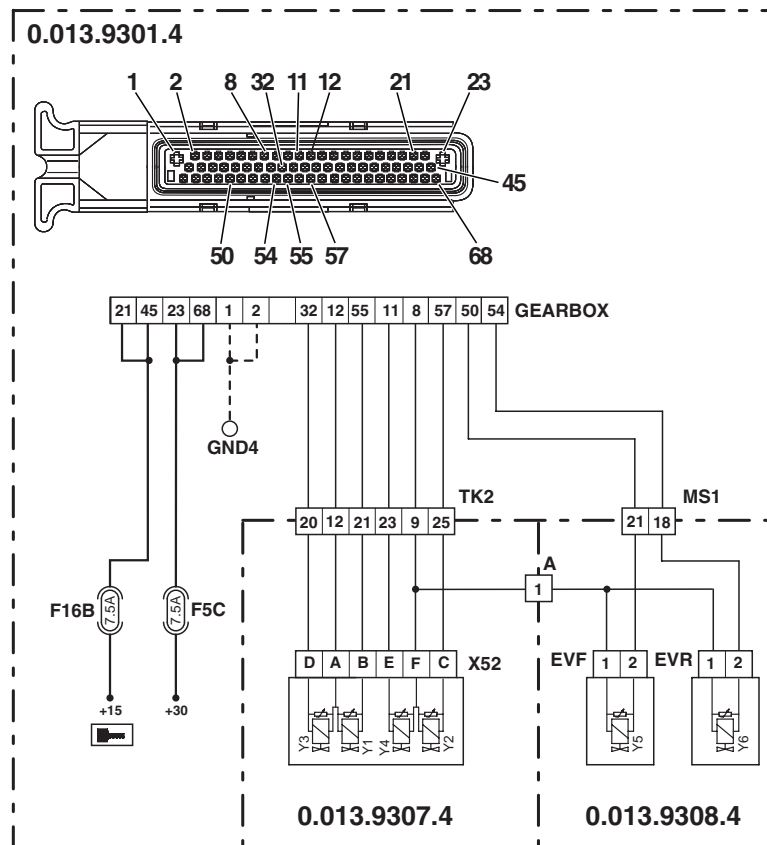 0.013.9301.4
1 2 8 32 11 12 21 23
45
50 54 55 57 68
21 45 23 68 1 2 32 12 55 11 8 57 50 54 GEARBOX
GND4
TK2 MS1
20 12 21 23 9 25 21 18
A
1
F16B 7.5A 7.5A F5C
D A B E F C X52 EVF 1 2 EVR 1 2
+15 +30
Y3 Y1 Y4 Y2 Y5 Y6
0.013.9307.4 0.013.9308.4